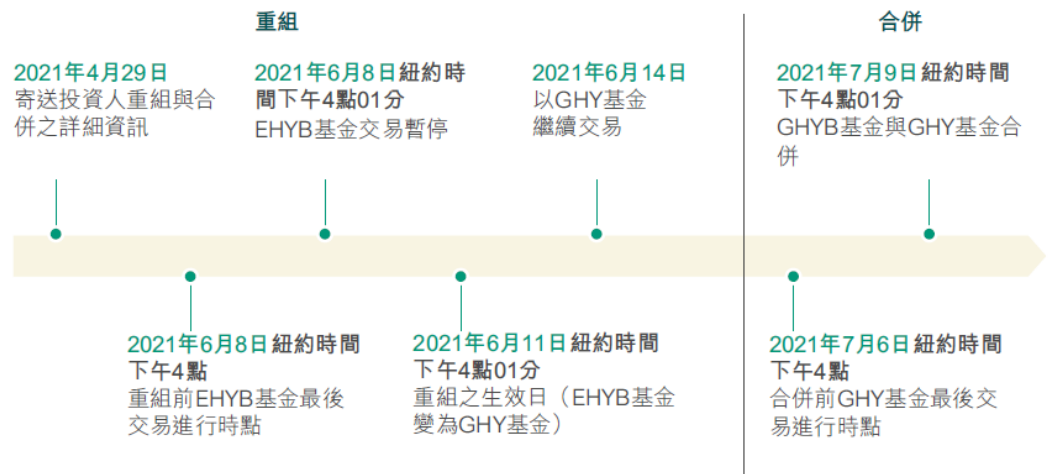 重組
合併
2021年4月29日
寄送投資人重組與合
併之詳細資訊
2021年6月8日紐約時
間下午4點01分
EHYB基金交易暫停
2021年6月14日
以GHY基金
繼續交易
2021年7月9日紐約時間
下午4點01分
GHYB基金與GHY基金合
併
2021年6月8日紐約時間
下午4點
重組前EHYB基金最後
交易進行時點
2021年6月11日紐約時間
下午4點01分
重組之生效日（EHYB基金
變為GHY基金）
2021年7月6日紐約時間
下午4點
合併前GHY基金最後交
易進行時點